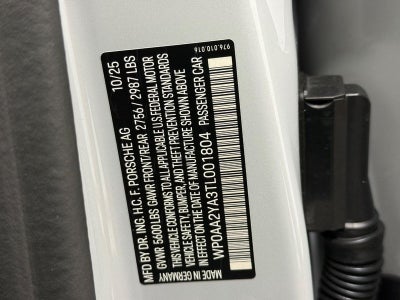 976.010.016
MFD BY DR. ING. H.C. F. PORSCHE AG 10/25
GVWR 5400 LBS GAWR FRONT/REAR 2756 / 2987 LBS
THIS VEHICLE CONFORMS TO ALL APPLICABLE U.S. FEDERAL MOTOR
VEHICLE SAFETY, BUMPER, AND THEFT PREVENTION STANDARDS
IN EFFECT ON THE DATE OF MANUFACTURE SHOWN ABOVE
WP0AA2YA3TL001804 PASSENGER CAR
MADE IN GERMANY